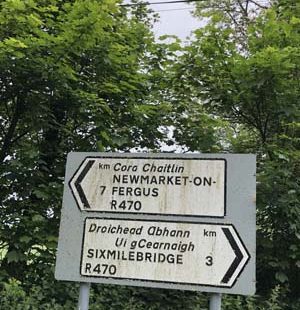 km Cora Chaitlín
NEWMARKET-ON-
7 FERGUS
R470
Droichead Abhann km
Uí gCearnaigh
SIXMILEBRIDGE 3
R470